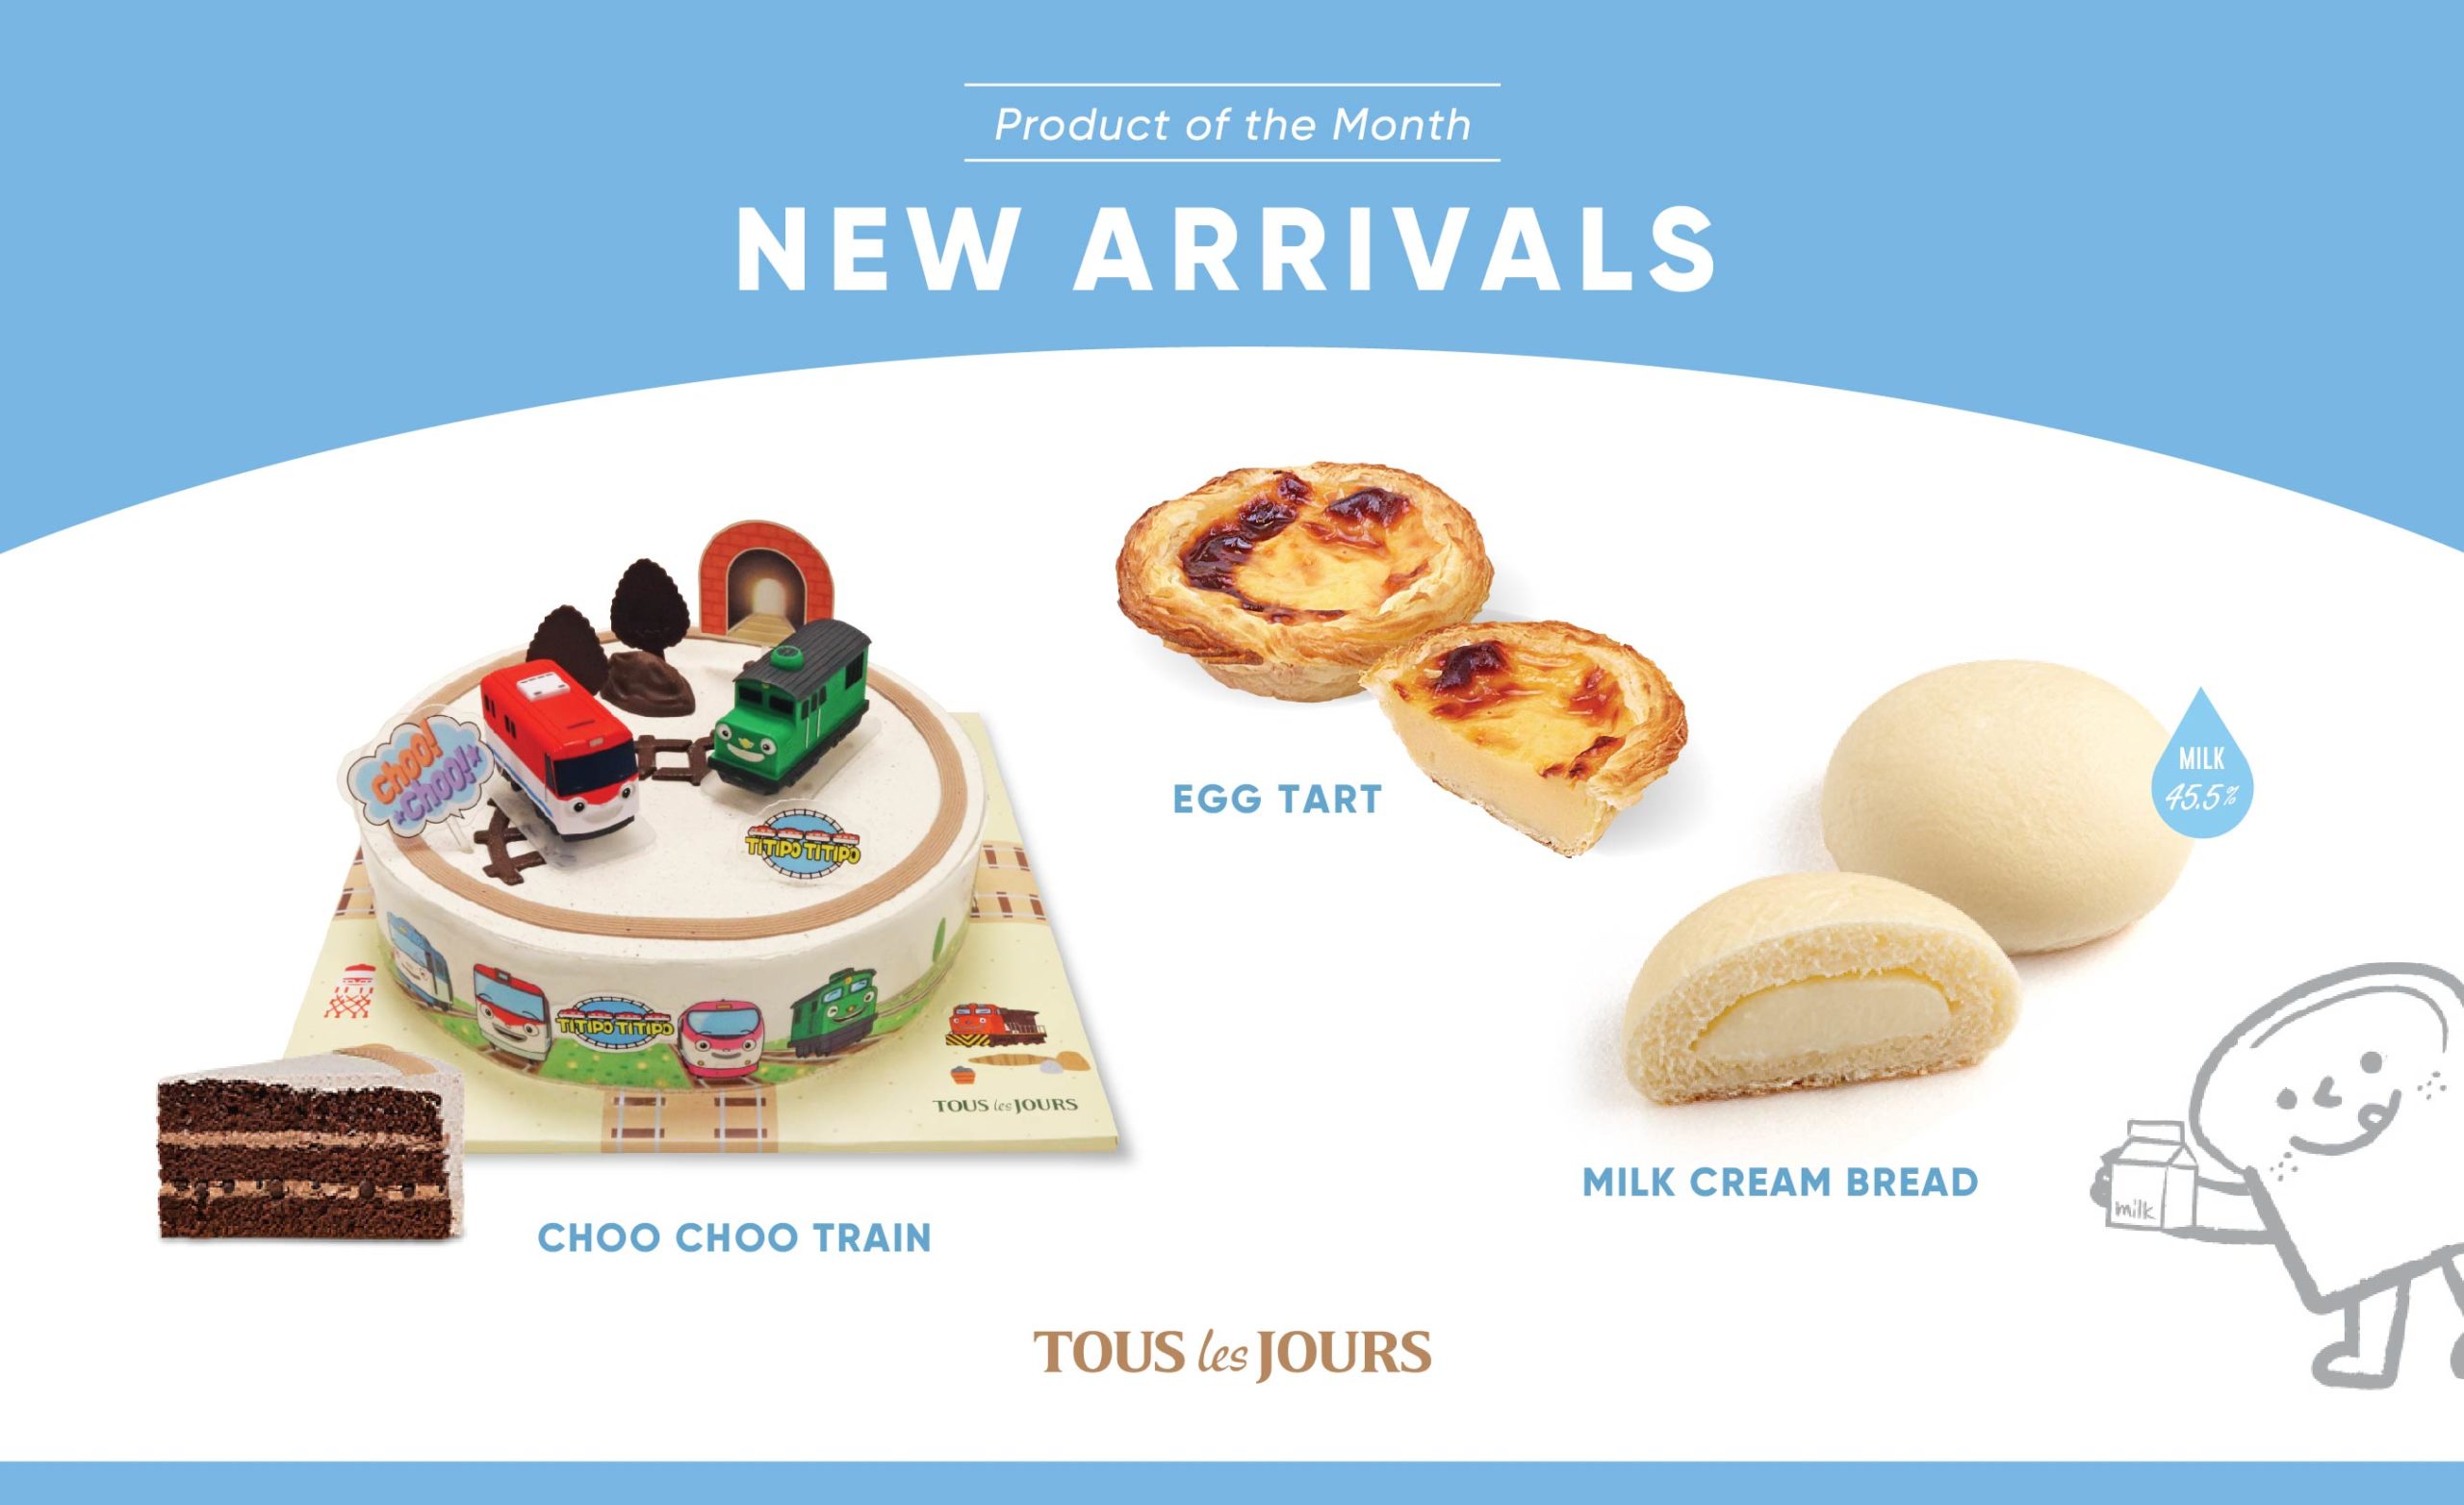 Product of the Month
NEW ARRIVALS
choo!
choo!
TITIPO TITIPO
TITIPO TITIPO
TOUS les JOURS
EGG TART
MILK
45.5%
MILK CREAM BREAD
milk
CHOO CHOO TRAIN
TOUS les JOURS